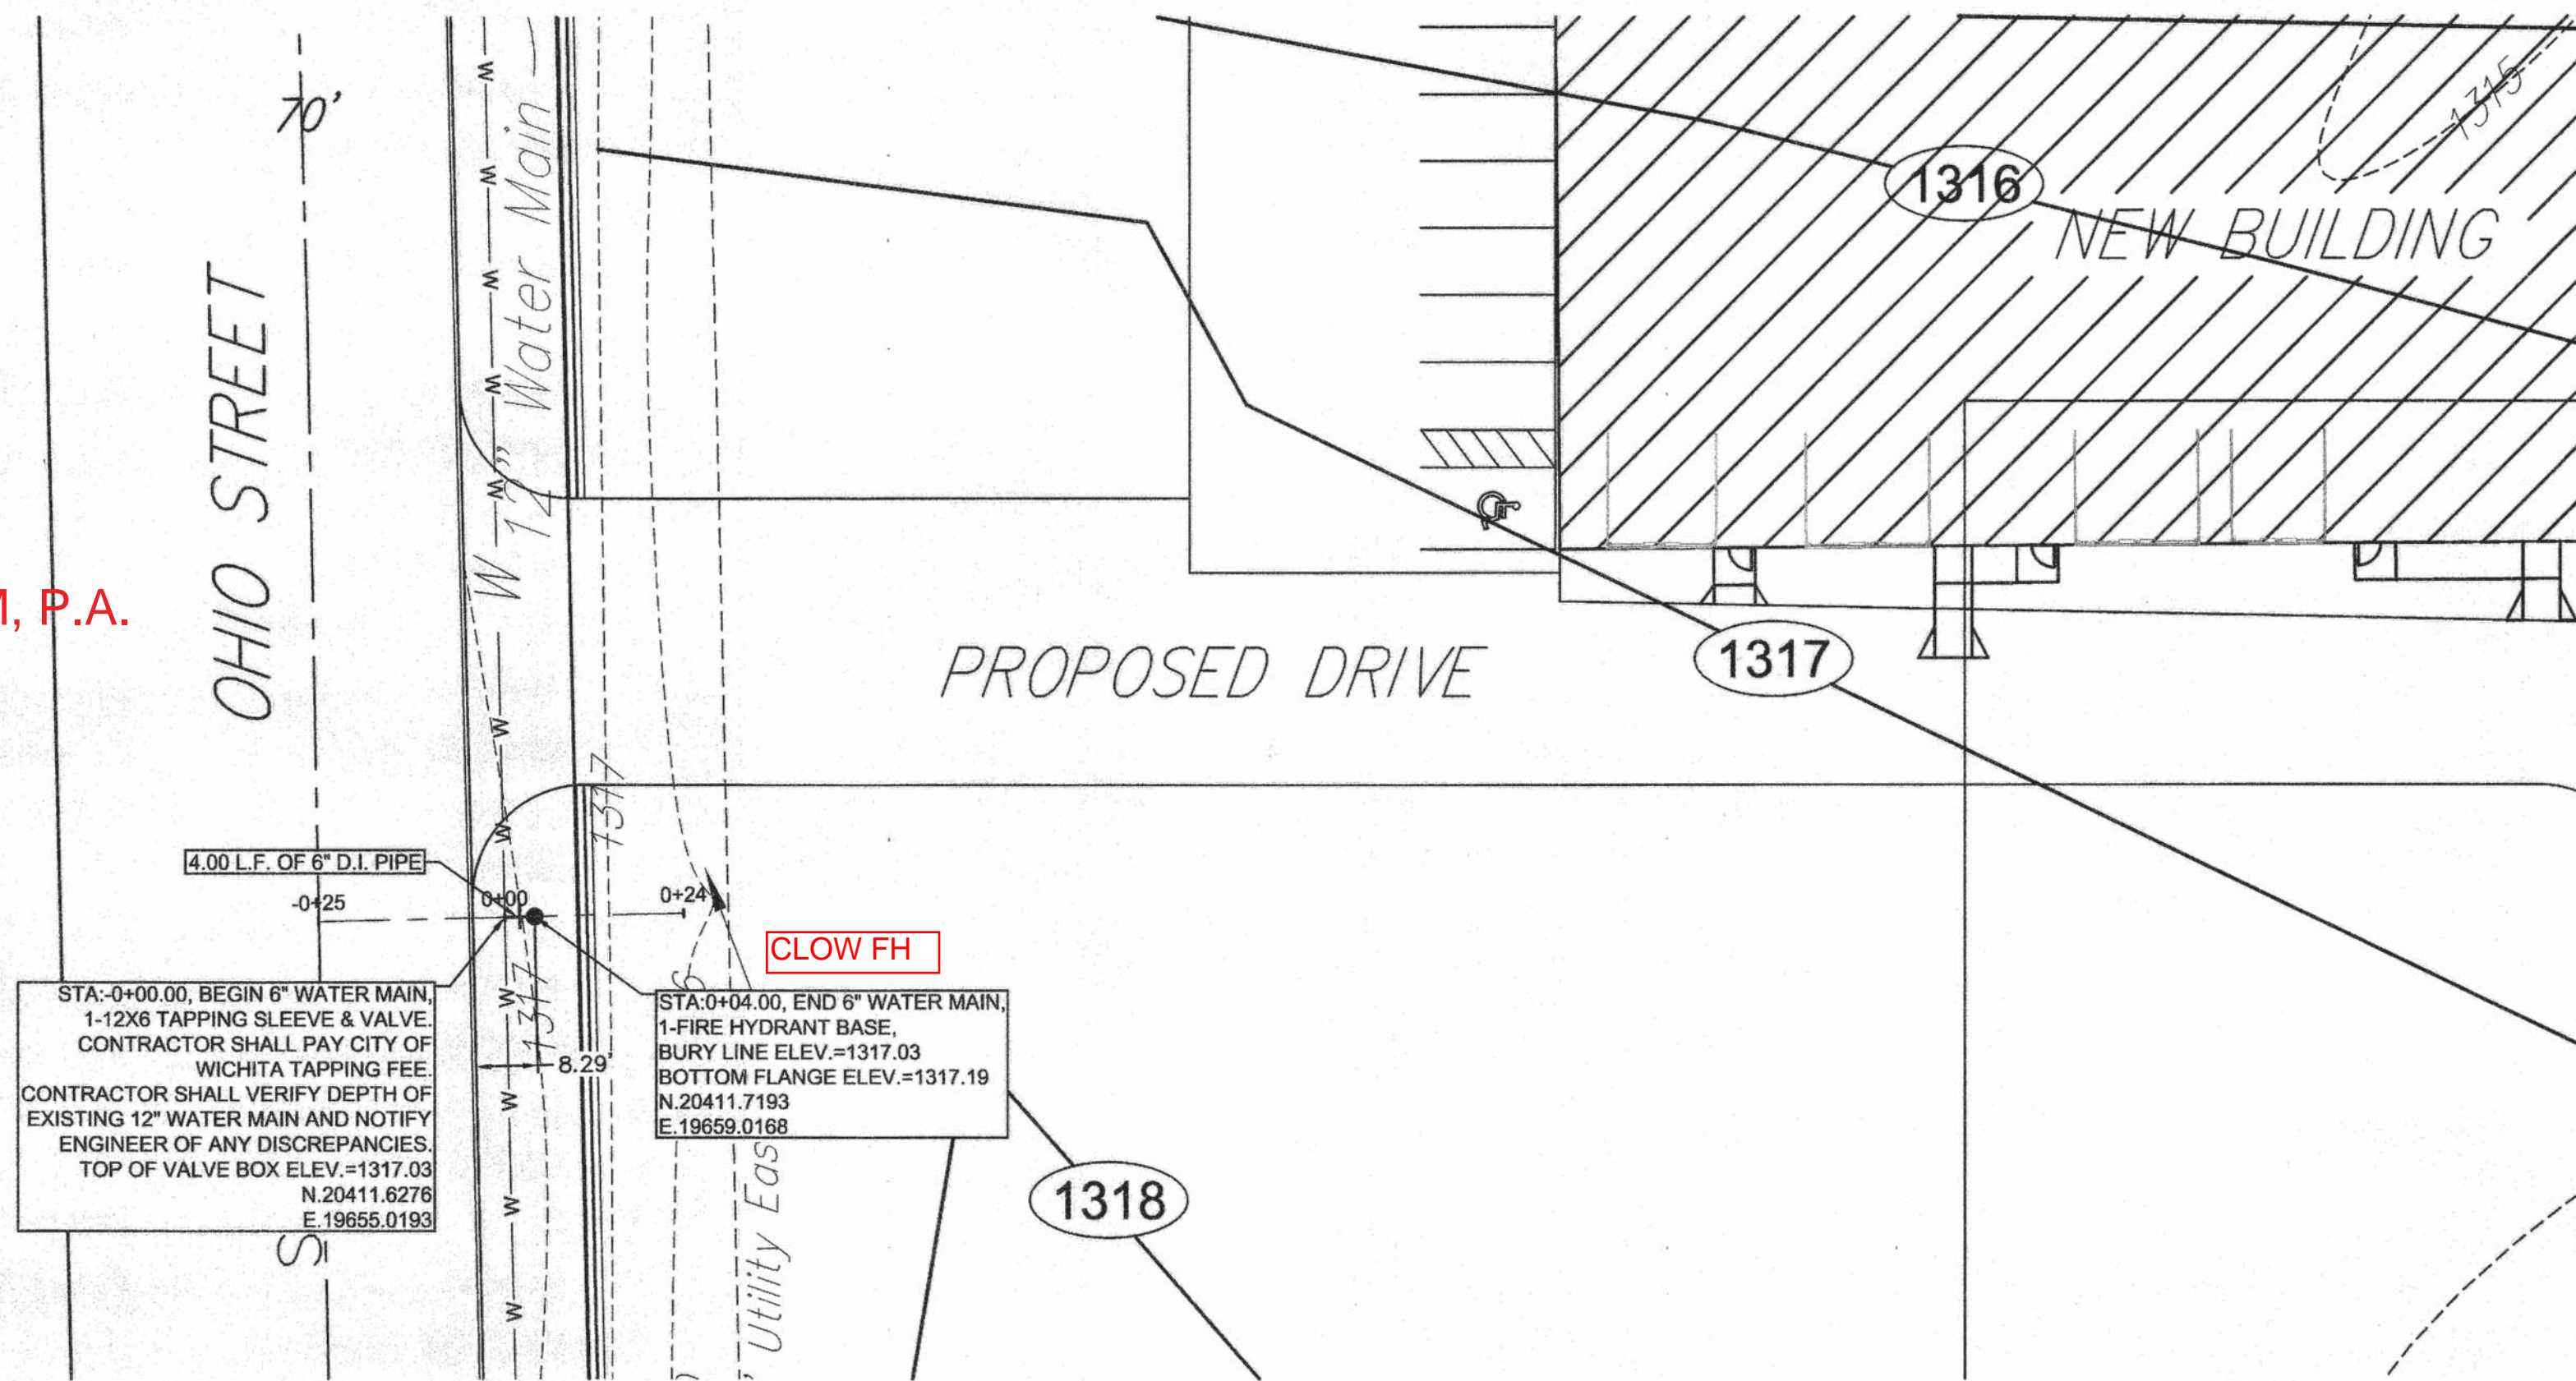 70'
OHIO STREET
12" Water Main
W
W
W
W
W
W
W
W
W
W
W
W
W
1315
1316
NEW BUILDING
, P.A.
PROPOSED DRIVE
1317
1317
4.00 L.F. OF 6" D.I. PIPE
-0+25
0+00
0+24
CLOW FH
STA:-0+00.00, BEGIN 6" WATER MAIN,
1-12X6 TAPPING SLEEVE & VALVE.
CONTRACTOR SHALL PAY CITY OF
WICHITA TAPPING FEE.
CONTRACTOR SHALL VERIFY DEPTH OF
EXISTING 12" WATER MAIN AND NOTIFY
ENGINEER OF ANY DISCREPANCIES.
TOP OF VALVE BOX ELEV.=1317.03
N.20411.6276
E.19655.0193
1317
8.29'
6
STA:0+04.00, END 6" WATER MAIN,
1-FIRE HYDRANT BASE,
BURY LINE ELEV.=1317.03
BOTTOM FLANGE ELEV.=1317.19
N.20411.7193
E.19659.0168
1318
S
' Utility Eas